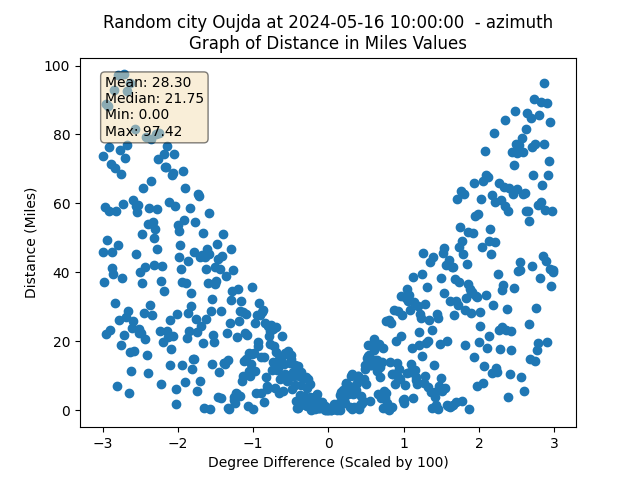 Random city Oujda at 2024-05-16 10:00:00  - azimuth
Graph of Distance in Miles Values
Mean: 28.30
Median: 21.75
Min: 0.00
Max: 97.42
100
80
60
40
20
0
Distance (Miles)
−3 −2 −1 0 1 2 3
Degree Difference (Scaled by 100)